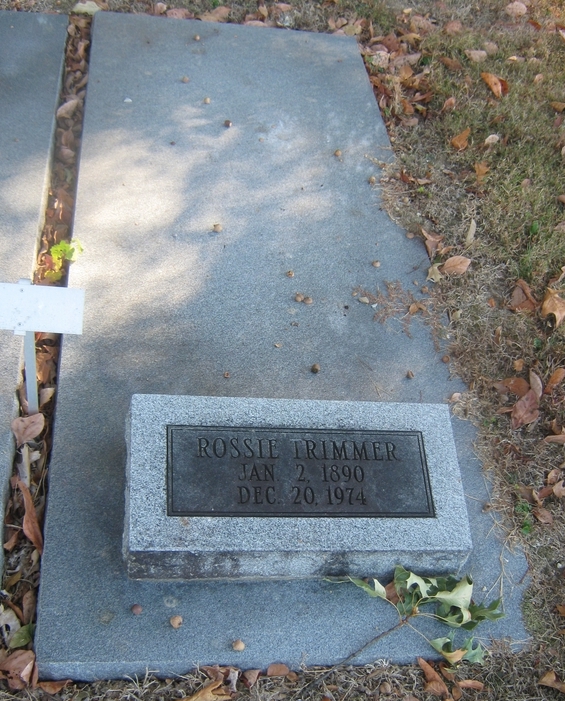 ROSSIE TRIMMER
JAN 2, 1890
DEC. 20, 1974